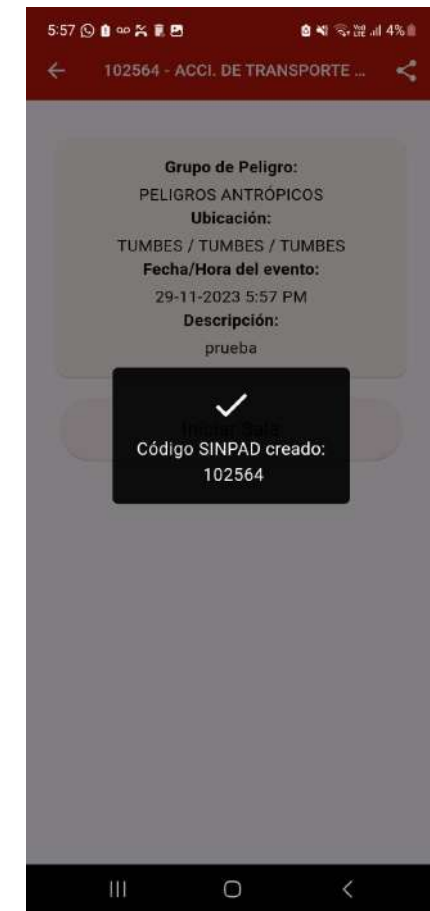 5:57
4%
102564 - ACCI. DE TRANSPORTE ...
Grupo de Peligro:
PELIGROS ANTRÓPICOS
Ubicación:
TUMBES / TUMBES / TUMBES
Fecha/Hora del evento:
29-11-2023 5:57 PM
Descripción:
prueba
Código SINPAD creado:
102564